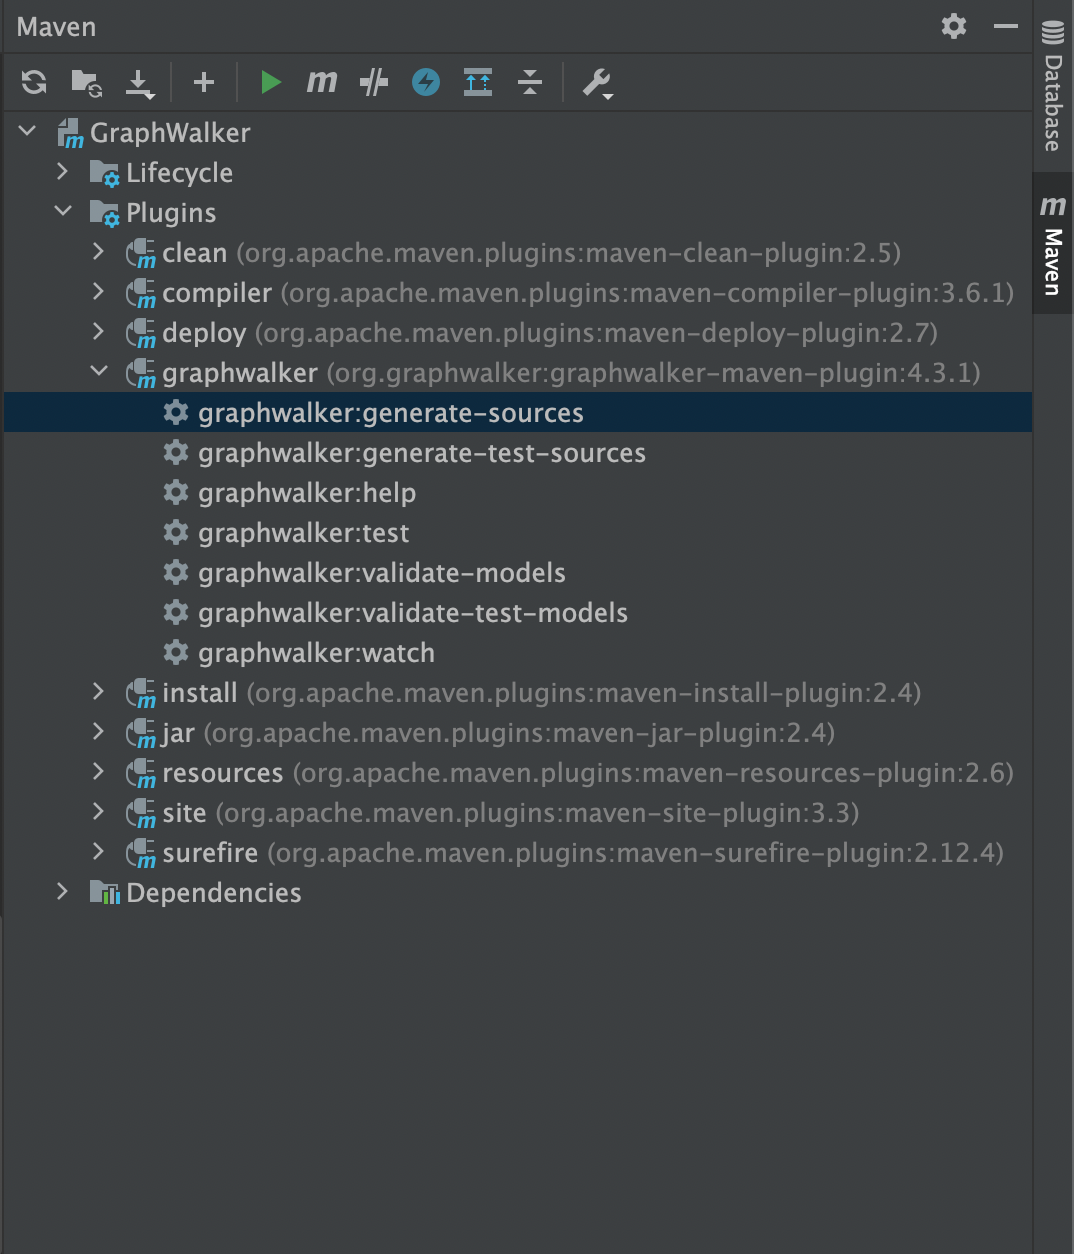 Maven
m
GraphWalker
Lifecycle
Plugins
clean (org.apache.maven.plugins:maven-clean-plugin:2.5)
compiler (org.apache.maven.plugins:maven-compiler-plugin:3.6.1)
deploy (org.apache.maven.plugins:maven-deploy-plugin:2.7)
graphwalker (org.graphwalker:graphwalker-maven-plugin:4.3.1)
graphwalker:generate-sources
graphwalker:generate-test-sources
graphwalker:help
graphwalker:test
graphwalker:validate-models
graphwalker:validate-test-models
graphwalker:watch
install (org.apache.maven.plugins:maven-install-plugin:2.4)
jar (org.apache.maven.plugins:maven-jar-plugin:2.4)
resources (org.apache.maven.plugins:maven-resources-plugin:2.6)
site (org.apache.maven.plugins:maven-site-plugin:3.3)
surefire (org.apache.maven.plugins:maven-surefire-plugin:2.12.4)
Dependencies
Database
m
Maven